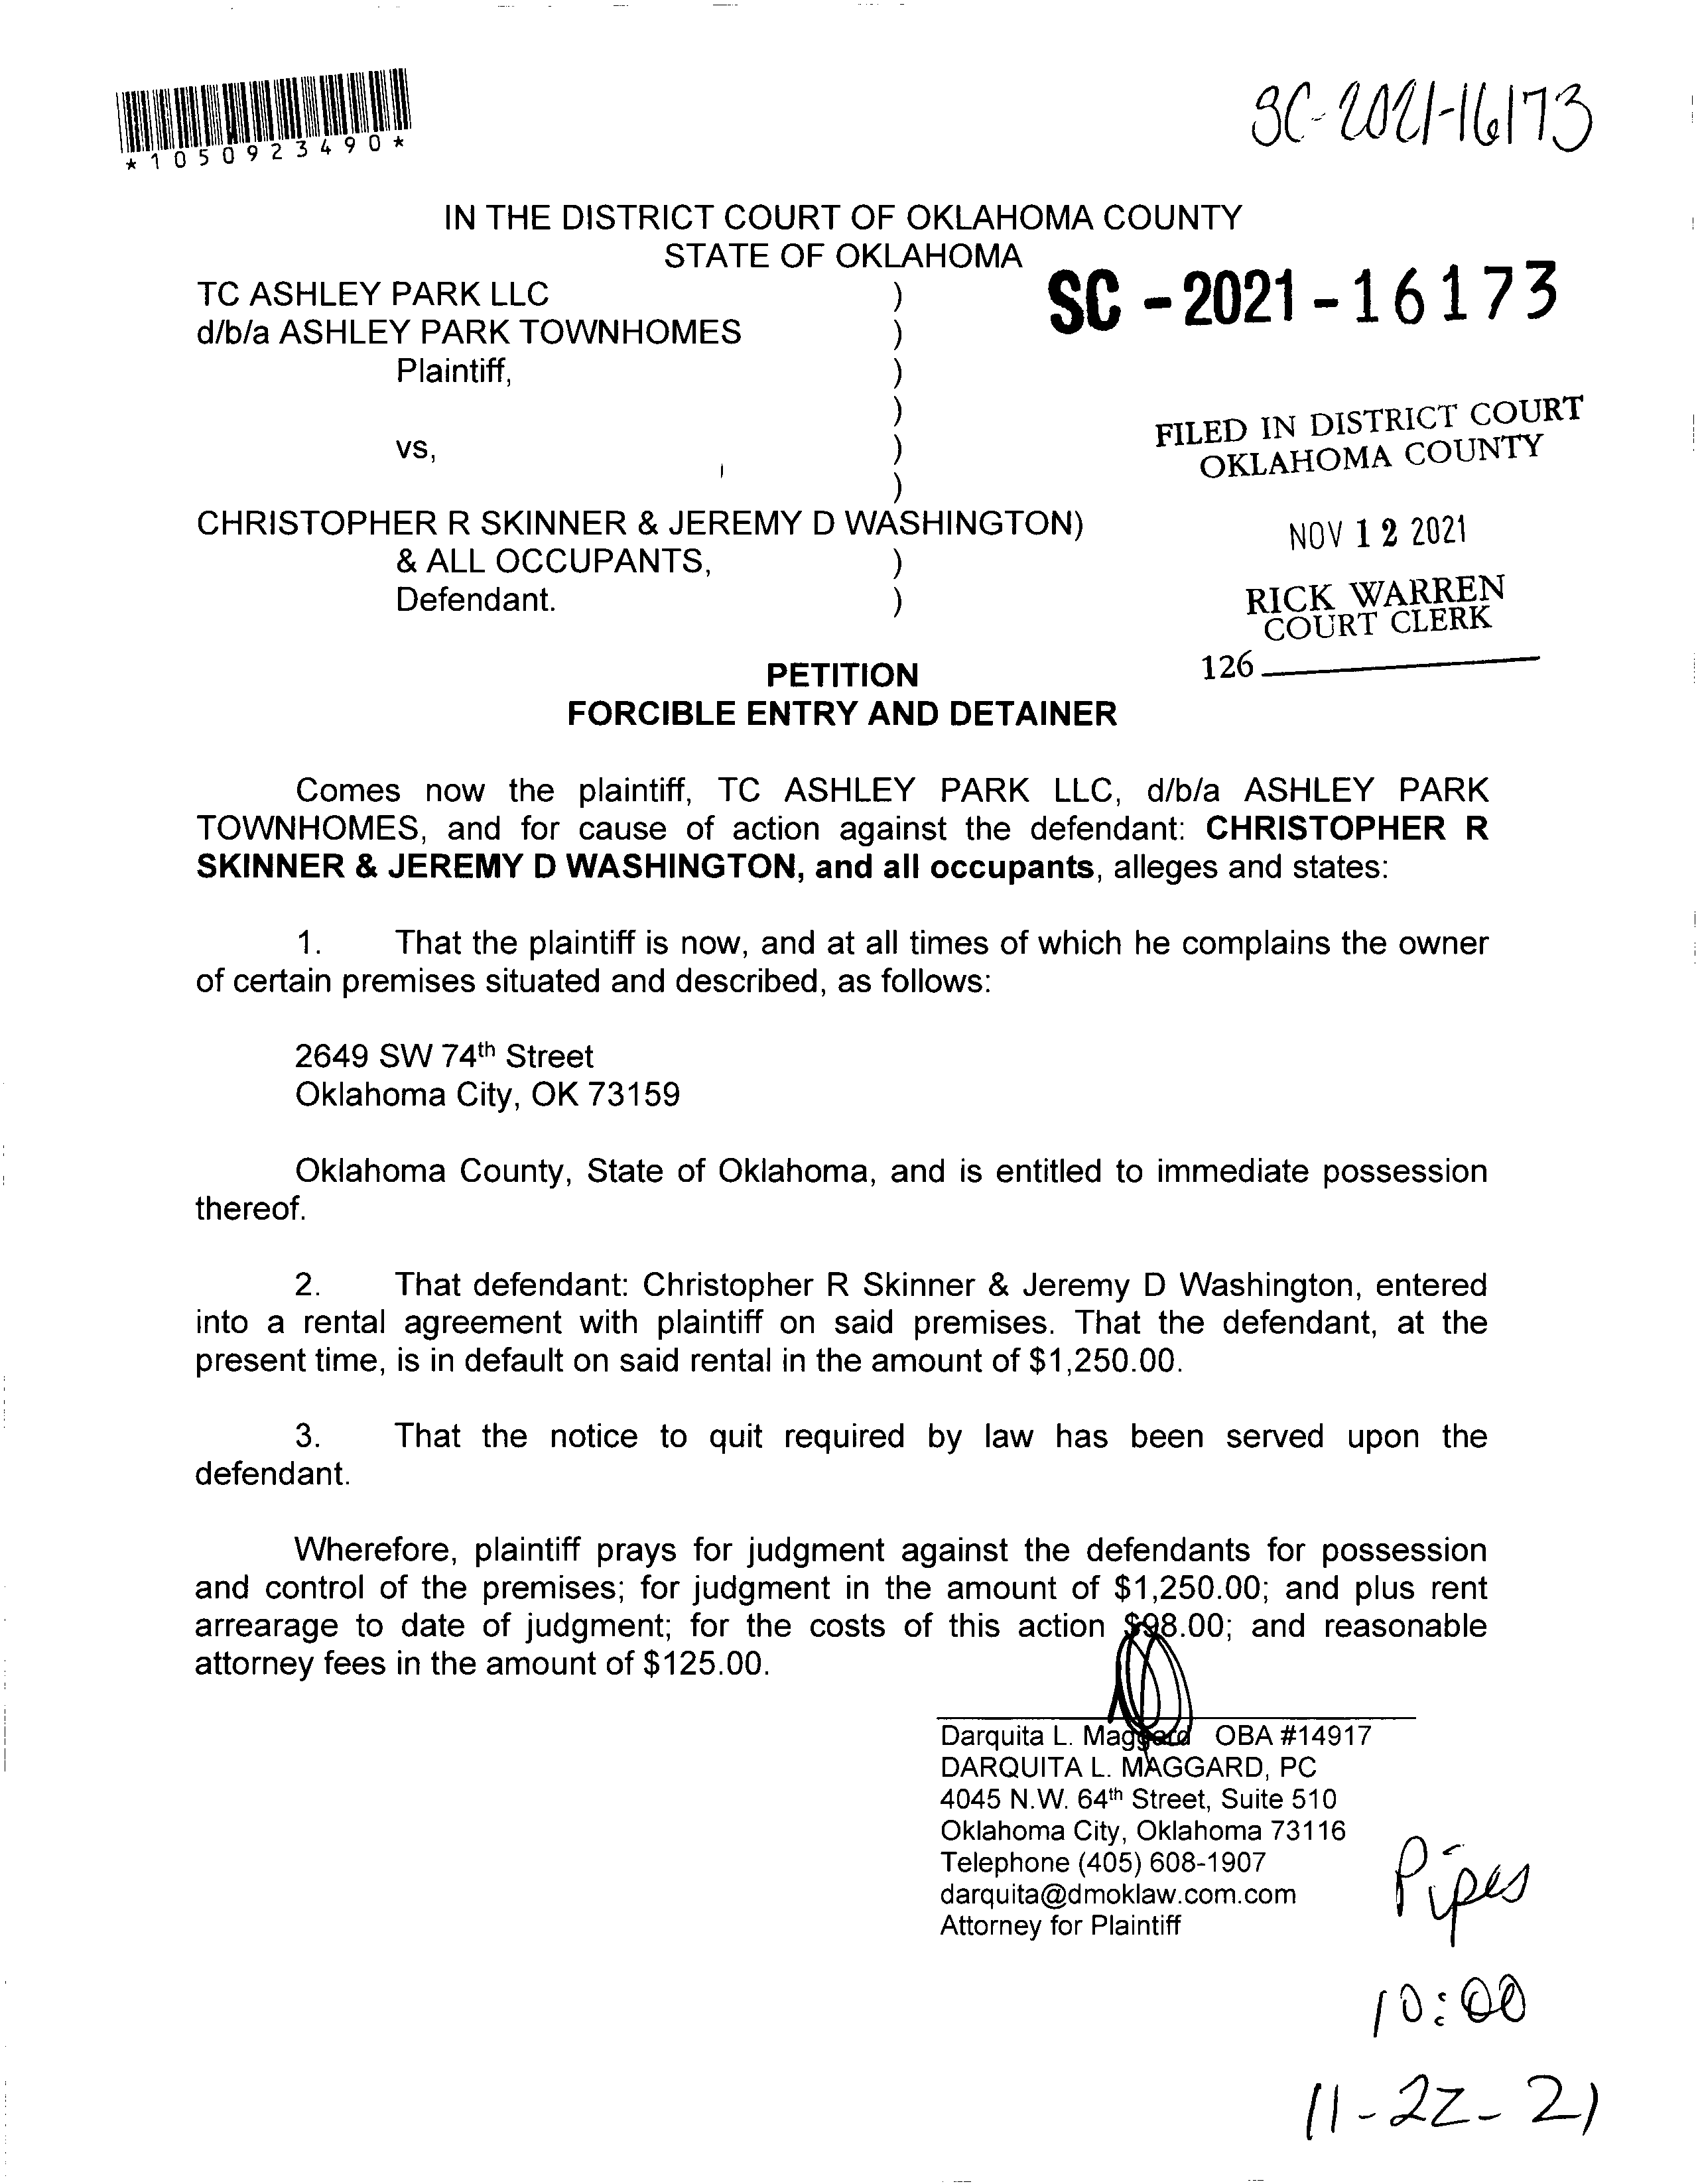 SC-2021-16173
*1050923490*
IN THE DISTRICT COURT OF OKLAHOMA COUNTY
STATE OF OKLAHOMA
TC ASHLEY PARK LLC )
d/b/a ASHLEY PARK TOWNHOMES )
Plaintiff, )
)
vs, )
)
CHRISTOPHER R SKINNER & JEREMY D WASHINGTON)
& ALL OCCUPANTS, )
Defendant. )
SC - 2021 - 16173
FILED IN DISTRICT COURT
OKLAHOMA COUNTY
NOV 12 2021
RICK WARREN
COURT CLERK
126
PETITION
FORCIBLE ENTRY AND DETAINER
Comes now the plaintiff, TC ASHLEY PARK LLC, d/b/a ASHLEY PARK
TOWNHOMES, and for cause of action against the defendant: CHRISTOPHER R
SKINNER & JEREMY D WASHINGTON, and all occupants, alleges and states:
1. That the plaintiff is now, and at all times of which he complains the owner
of certain premises situated and described, as follows:
2649 SW 74th Street
Oklahoma City, OK 73159
Oklahoma County, State of Oklahoma, and is entitled to immediate possession
thereof.
2. That defendant: Christopher R Skinner & Jeremy D Washington, entered
into a rental agreement with plaintiff on said premises. That the defendant, at the
present time, is in default on said rental in the amount of $1,250.00.
3. That the notice to quit required by law has been served upon the
defendant.
Wherefore, plaintiff prays for judgment against the defendants for possession
and control of the premises; for judgment in the amount of $1,250.00; and plus rent
arrearage to date of judgment; for the costs of this action $98.00; and reasonable
attorney fees in the amount of $125.00.
Darquita L. Maggard OBA #14917
DARQUITA L. MAGGARD, PC
4045 N.W. 64th Street, Suite 510
Oklahoma City, Oklahoma 73116
Telephone (405) 608-1907
darquita@dmoklaw.com.com
Attorney for Plaintiff
Pipes
10:00
11-22-21